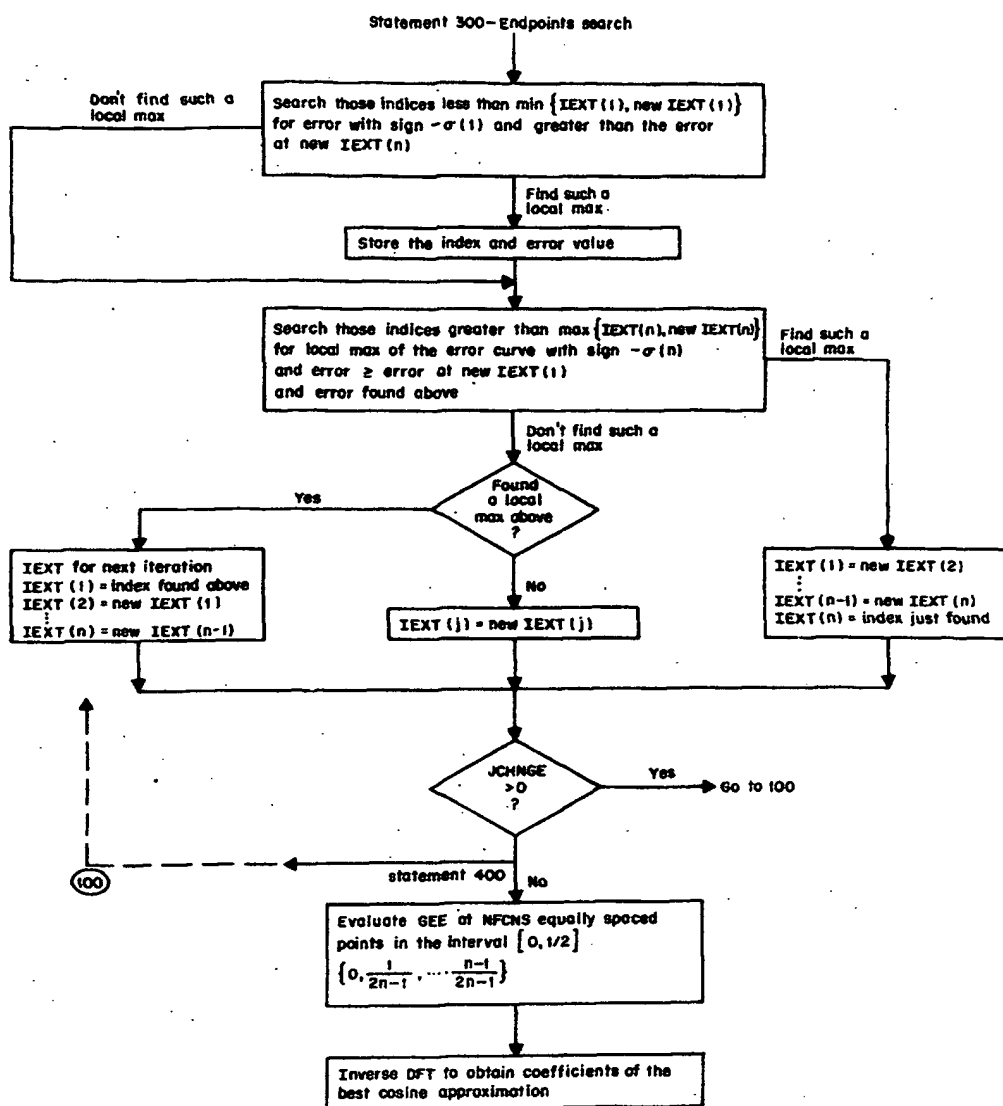 Statement 300-Endpoints search
Don't find such a
local max
Search those indices less than min {IEXT(1), new IEXT(1)}
for error with sign -σ(1) and greater than the error
at new IEXT(n)
Find such a
local max
Store the index and error value
Search those indices greater than max {IEXT(n), new IEXT(n)}
for local max of the error curve with sign -σ(n)
and error ≥ error at new IEXT(1)
and error found above
Find such a
local max
Don't find such a
local max
Found
a local
max above
?
Yes
No
IEXT for next iteration
IEXT (1) = index found above
IEXT (2) = new IEXT (1)
⋮
IEXT (n) = new IEXT (n-1)
IEXT (j) = new IEXT (j)
IEXT (1) = new IEXT (2)
⋮
IEXT (n-1) = new IEXT (n)
IEXT (n) = index just found
JCHNGE
>0
?
Yes
Go to 100
100
statement 400
No
Evaluate GEE at NFCNS equally spaced
points in the interval [0, 1/2]
{0, 1/2n-1, ... n-1/2n-1}
Inverse DFT to obtain coefficients of the
best cosine approximation